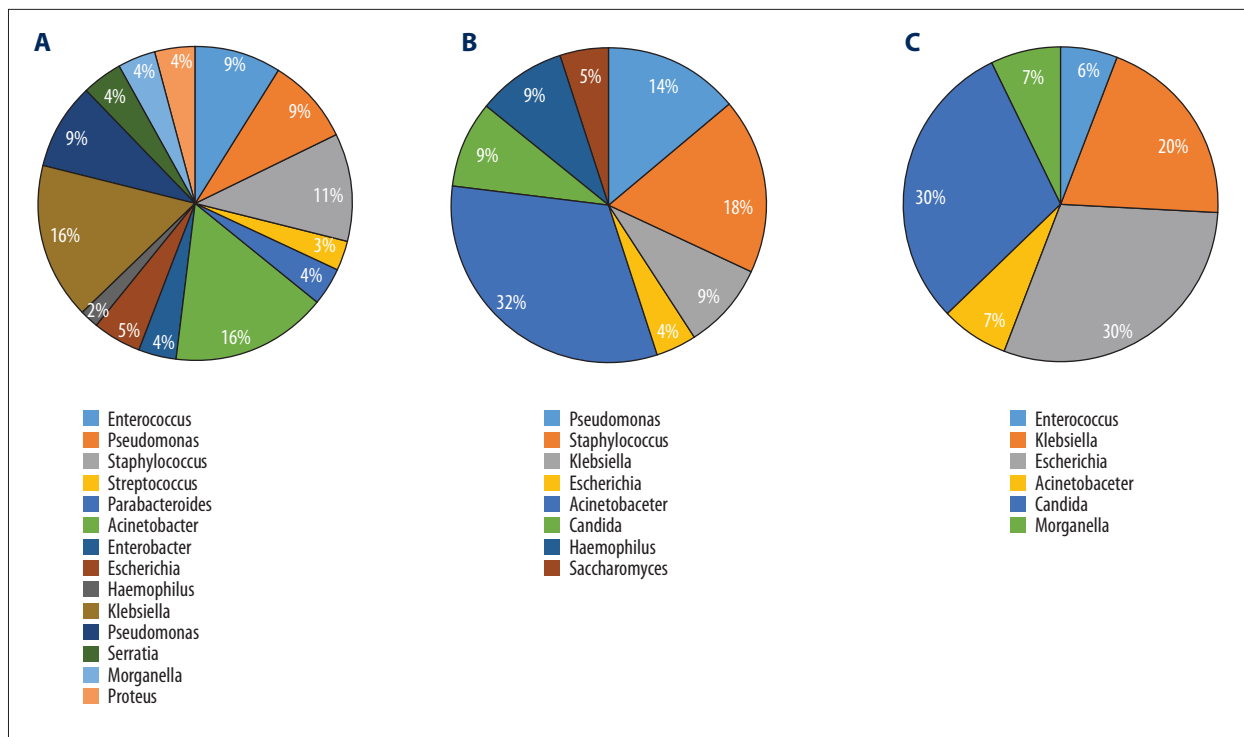 A
9%
9%
11%
3%
4%
16%
4%
5%
2%
16%
9%
4%
4%
4%
Enterococcus
Pseudomonas
Staphylococcus
Streptococcus
Parabacteroides
Acinetobacter
Enterobacter
Escherichia
Haemophilus
Klebsiella
Pseudomonas
Serratia
Morganella
Proteus
B
14%
18%
9%
4%
32%
9%
9%
5%
Pseudomonas
Staphylococcus
Klebsiella
Escherichia
Acinetobaceter
Candida
Haemophilus
Saccharomyces
C
6%
20%
30%
7%
30%
7%
Enterococcus
Klebsiella
Escherichia
Acinetobaceter
Candida
Morganella